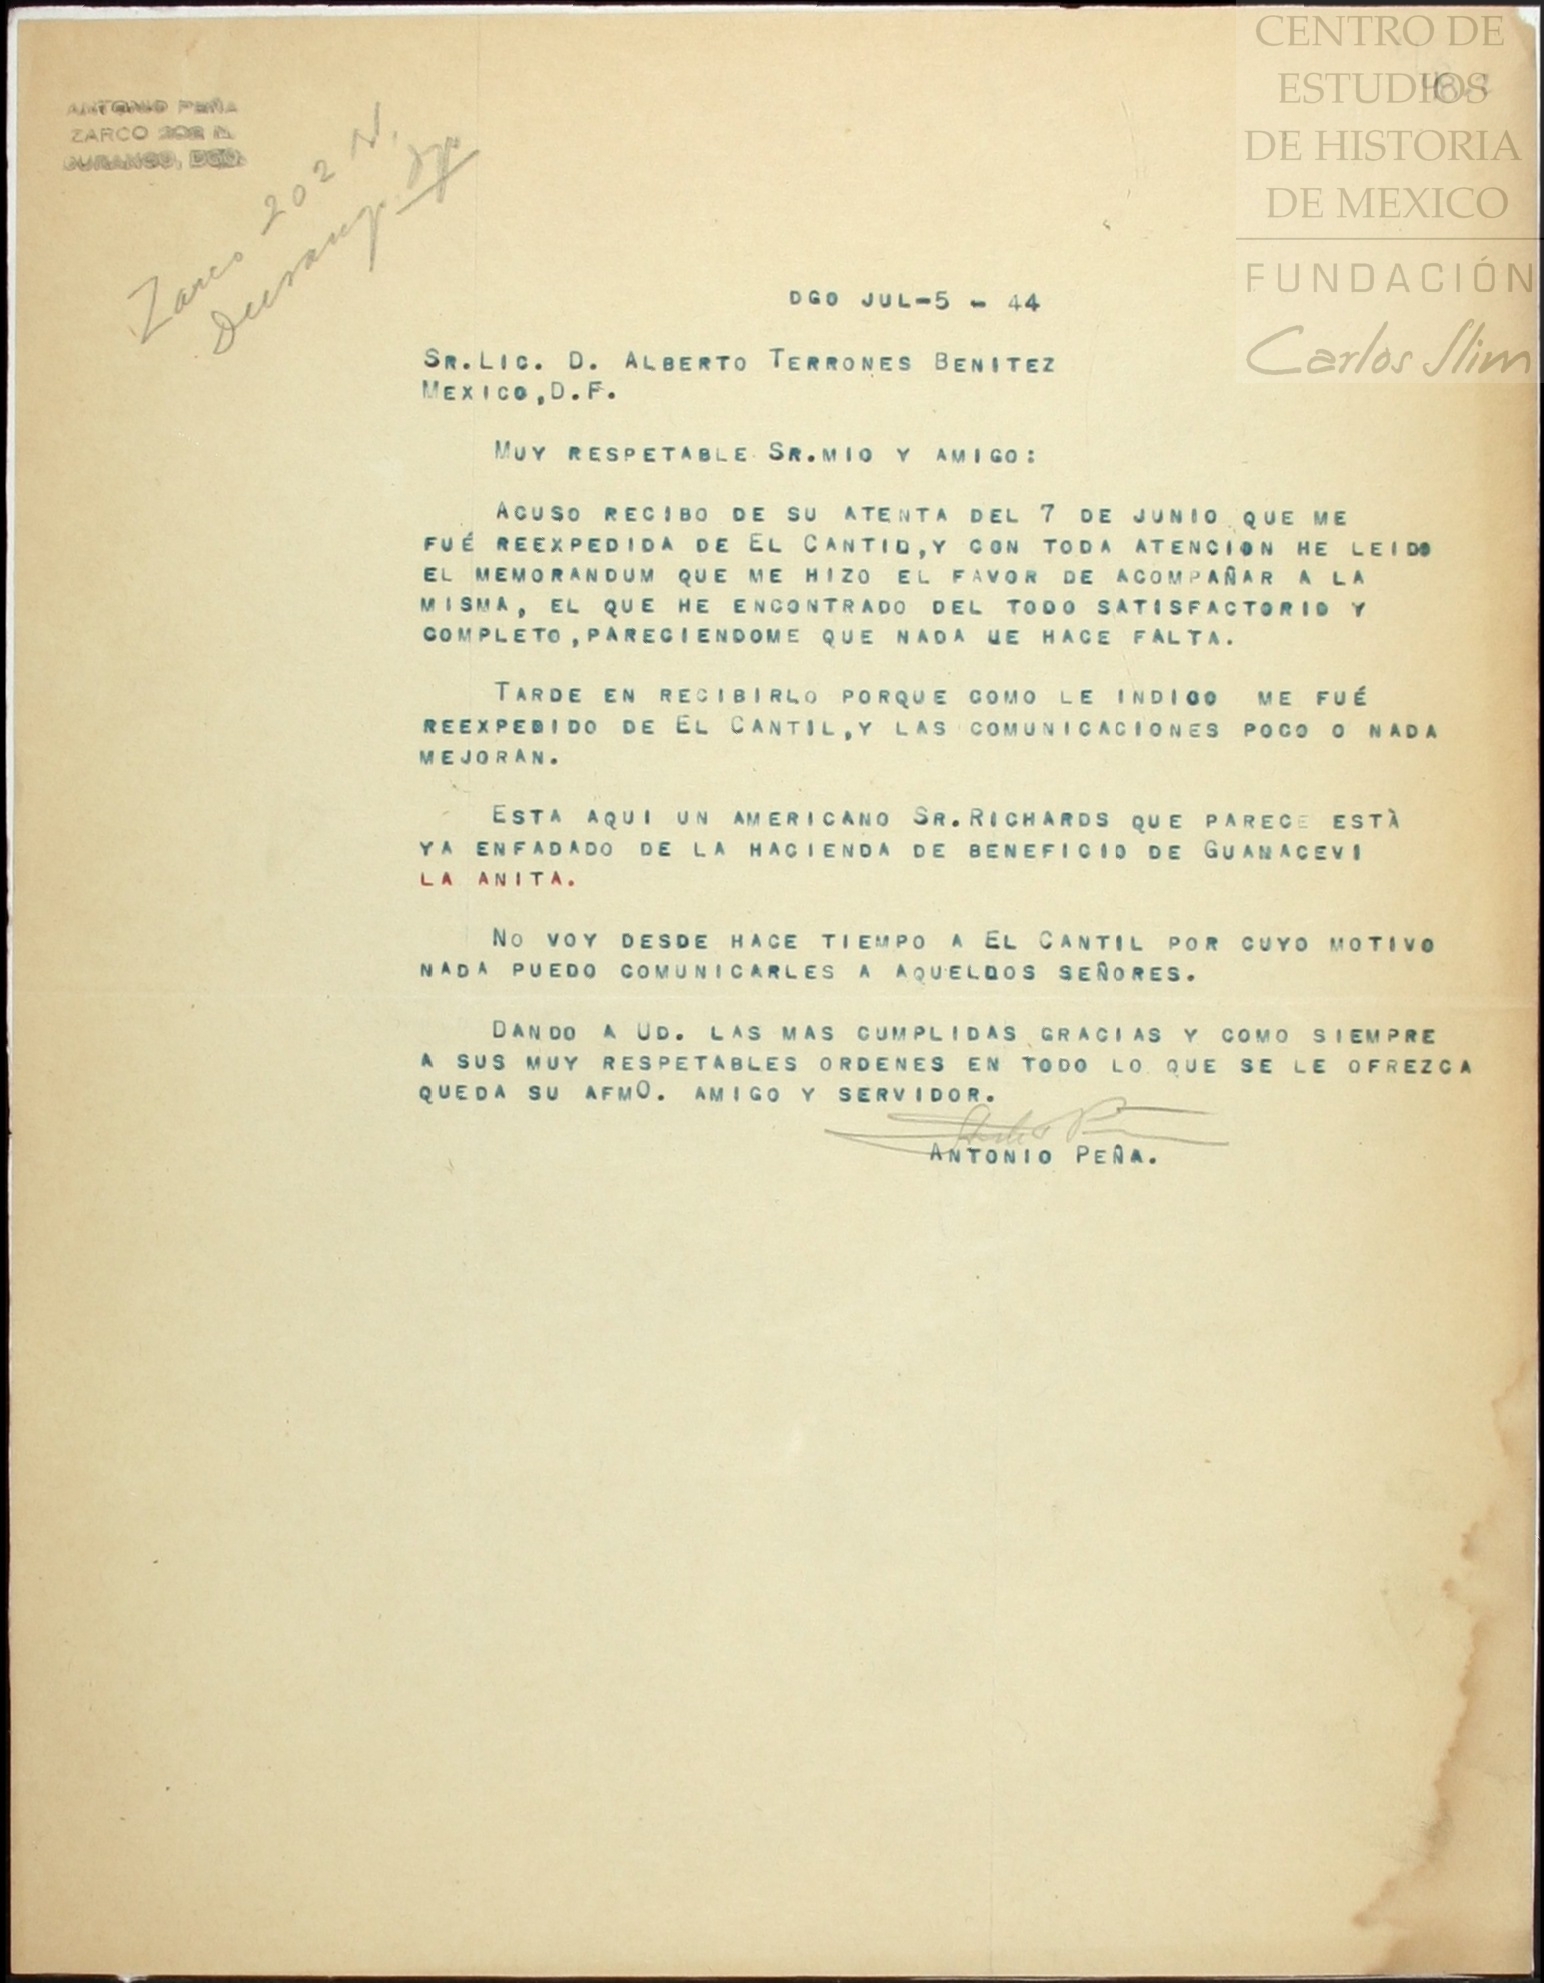 CENTRO DE
ESTUDIOS
DE HISTORIA
DE MEXICO
FUNDACIÓN
Carlos Slim
ANTONIO PEÑA
ZARCO 202 N.
DURANGO, DGO.
Zarco 202 N.
Durango. Dgo.
DGO JUL-5 - 44
SR.LIC. D. ALBERTO TERRONES BENITEZ
MEXICO,D.F.
MUY RESPETABLE SR.MIO Y AMIGO:
ACUSO RECIBO DE SU ATENTA DEL 7 DE JUNIO QUE ME
FUÉ REEXPEDIDA DE EL CANTIL,Y CON TODA ATENCION HE LEIDO
EL MEMORANDUM QUE ME HIZO EL FAVOR DE ACOMPAÑAR A LA
MISMA, EL QUE HE ENCONTRADO DEL TODO SATISFACTORIO Y
COMPLETO,PARECIENDOME QUE NADA LE HACE FALTA.
TARDE EN RECIBIRLO PORQUE COMO LE INDICO ME FUÉ
REEXPEDIDO DE EL CANTIL,Y LAS COMUNICACIONES POCO O NADA
MEJORAN.
ESTA AQUI UN AMERICANO SR.RICHARDS QUE PARECE ESTÀ
YA ENFADADO DE LA HACIENDA DE BENEFICIO DE GUANACEVI
LA ANITA.
NO VOY DESDE HACE TIEMPO A EL CANTIL POR CUYO MOTIVO
NADA PUEDO COMUNICARLES A AQUELLOS SEÑORES.
DANDO A UD. LAS MAS CUMPLIDAS GRACIAS Y COMO SIEMPRE
A SUS MUY RESPETABLES ORDENES EN TODO LO QUE SE LE OFREZCA
QUEDA SU AFMO. AMIGO Y SERVIDOR.
ANTONIO PEÑA.